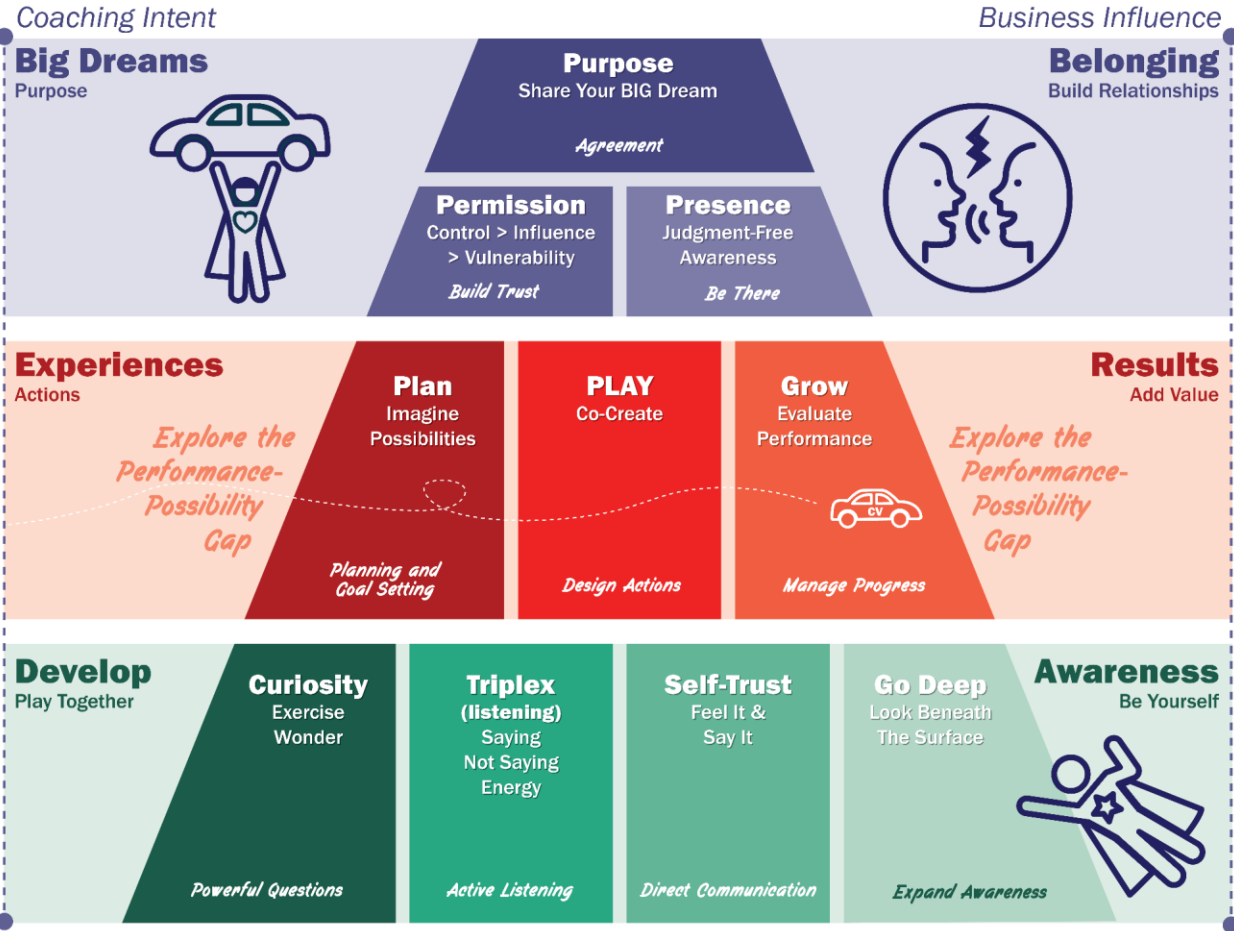 Coaching Intent
Business Influence
Big Dreams
Purpose
Purpose
Share Your BIG Dream
Agreement
Belonging
Build Relationships
Permission
Control > Influence
> Vulnerability
Build Trust
Presence
Judgment-Free
Awareness
Be There
Experiences
Actions
Explore the
Performance-
Possibility
Gap
Plan
Imagine
Possibilities
Planning and
Goal Setting
PLAY
Co-Create
Design Actions
Grow
Evaluate
Performance
CV
Manage Progress
Results
Add Value
Explore the
Performance-
Possibility
Gap
Develop
Play Together
Curiosity
Exercise
Wonder
Powerful Questions
Triplex
(listening)
Saying
Not Saying
Energy
Active Listening
Self-Trust
Feel It &
Say It
Direct Communication
Go Deep
Look Beneath
The Surface
Expand Awareness
Awareness
Be Yourself